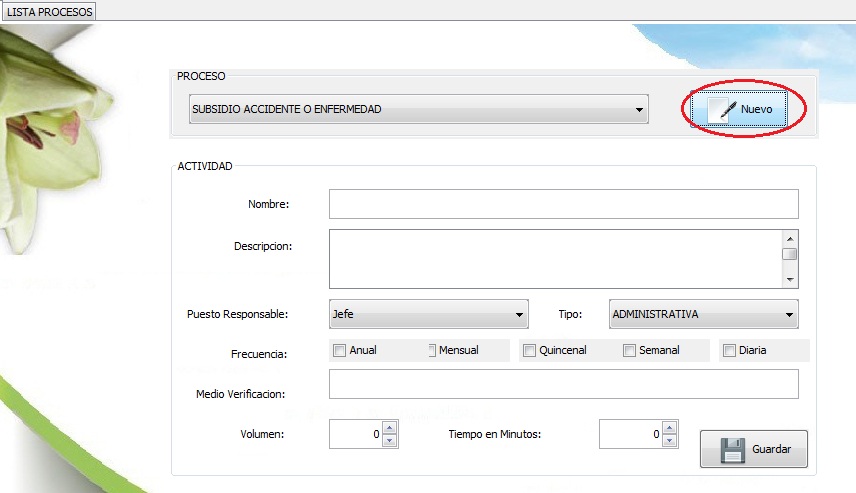 LISTA PROCESOS
PROCESO
SUBSIDIO ACCIDENTE O ENFERMEDAD
Nuevo
ACTIVIDAD
Nombre:
Descripcion:
Puesto Responsable: Jefe Tipo: ADMINISTRATIVA
Frecuencia: Anual Mensual Quincenal Semanal Diaria
Medio Verificacion:
Volumen: 0 Tiempo en Minutos: 0
Guardar